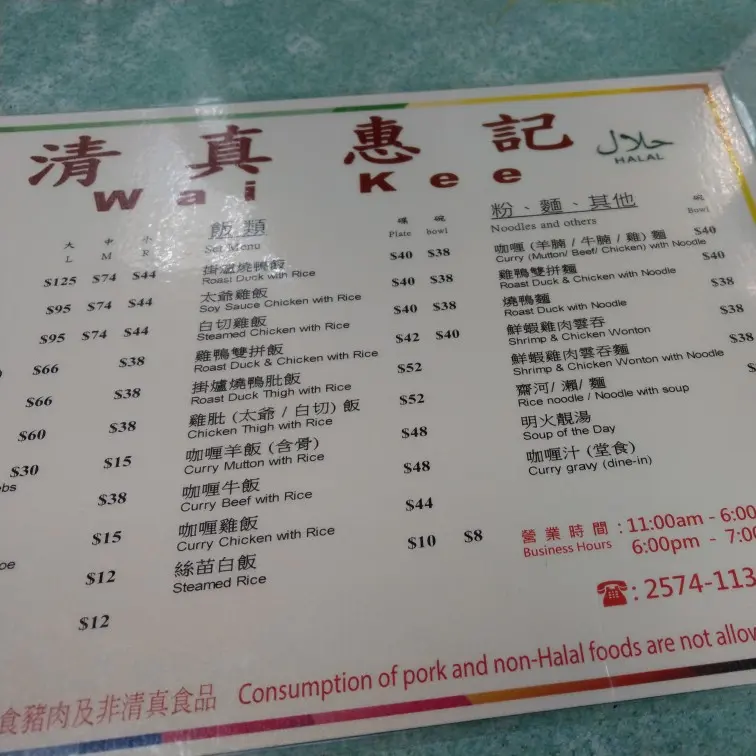 清真惠記
Wai Kee
حلال
HALAL
大 中 小
L M R
$125 $74 $44
$95 $74 $44
$95 $74 $44
$66 $38
$66 $38
$60 $38
$30 $15
$38
$15
$12
$12
飯類 碟 碗
Set Menu Plate bowl
掛爐燒鴨飯
Roast Duck with Rice $40 $38
太爺雞飯
Soy Sauce Chicken with Rice $40 $38
白切雞飯
Steamed Chicken with Rice $40 $38
雞鴨雙拼飯
Roast Duck & Chicken with Rice $42 $40
掛爐燒鴨肶飯
Roast Duck Thigh with Rice $52
雞肶 (太爺 / 白切) 飯
Chicken Thigh with Rice $52
咖喱羊飯 (含骨)
Curry Mutton with Rice $48
咖喱牛飯
Curry Beef with Rice $48
咖喱雞飯
Curry Chicken with Rice $44
絲苗白飯
Steamed Rice $10 $8
粉、麵、其他 碗
Noodles and others Bowl
咖喱 (羊腩 / 牛腩 / 雞) 麵 $40
Curry (Mutton/ Beef/ Chicken) with Noodle
雞鴨雙拼麵 $40
Roast Duck & Chicken with Noodle
燒鴨麵 $38
Roast Duck with Noodle
鮮蝦雞肉雲吞 $38
Shrimp & Chicken Wonton
鮮蝦雞肉雲吞麵 $38
Shrimp & Chicken Wonton with Noodle
齋河/ 瀨/ 麵 $
Rice noodle / Noodle with soup
明火靚湯
Soup of the Day
咖喱汁 (堂食)
Curry gravy (dine-in)
營業時間 : 11:00am - 6:00
Business Hours 6:00pm - 7:00
☎: 2574-113
食豬肉及非清真食品 Consumption of pork and non-Halal foods are not allow